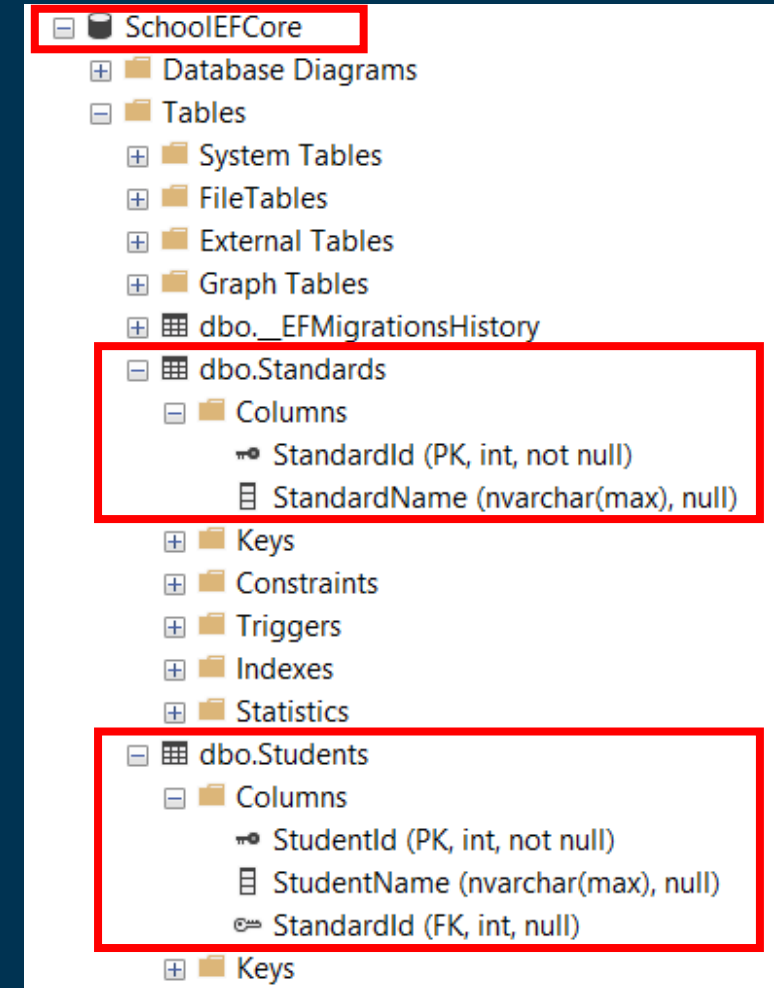 SchoolEFCore
Database Diagrams
Tables
System Tables
FileTables
External Tables
Graph Tables
dbo.__EFMigrationsHistory
dbo.Standards
Columns
StandardId (PK, int, not null)
StandardName (nvarchar(max), null)
Keys
Constraints
Triggers
Indexes
Statistics
dbo.Students
Columns
StudentId (PK, int, not null)
StudentName (nvarchar(max), null)
StandardId (FK, int, null)
Keys